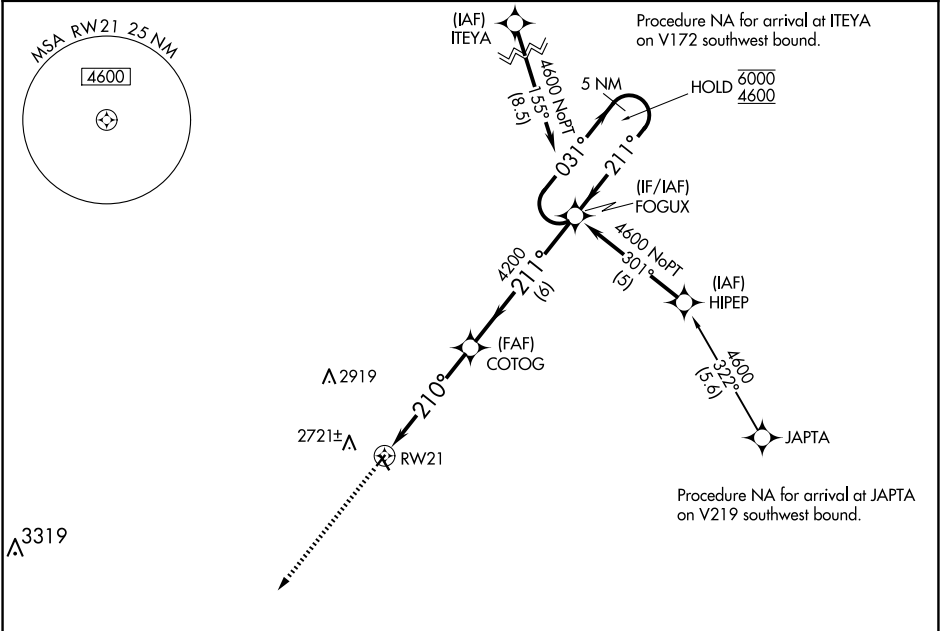 MSA RW21 25 NM
4600
(IAF)
ITEYA
Procedure NA for arrival at ITEYA
on V172 southwest bound.
4600 NoPT
155°
(8.5)
5 NM
HOLD 6000
4600
031°
211°
(IF/IAF)
FOGUX
4600 NoPT
301°
(5)
4200
211°
(6)
(IAF)
HIPEP
(FAF)
COTOG
4600
322°
(5.6)
2919
210°
2721±
RW21
JAPTA
Procedure NA for arrival at JAPTA
on V219 southwest bound.
3319